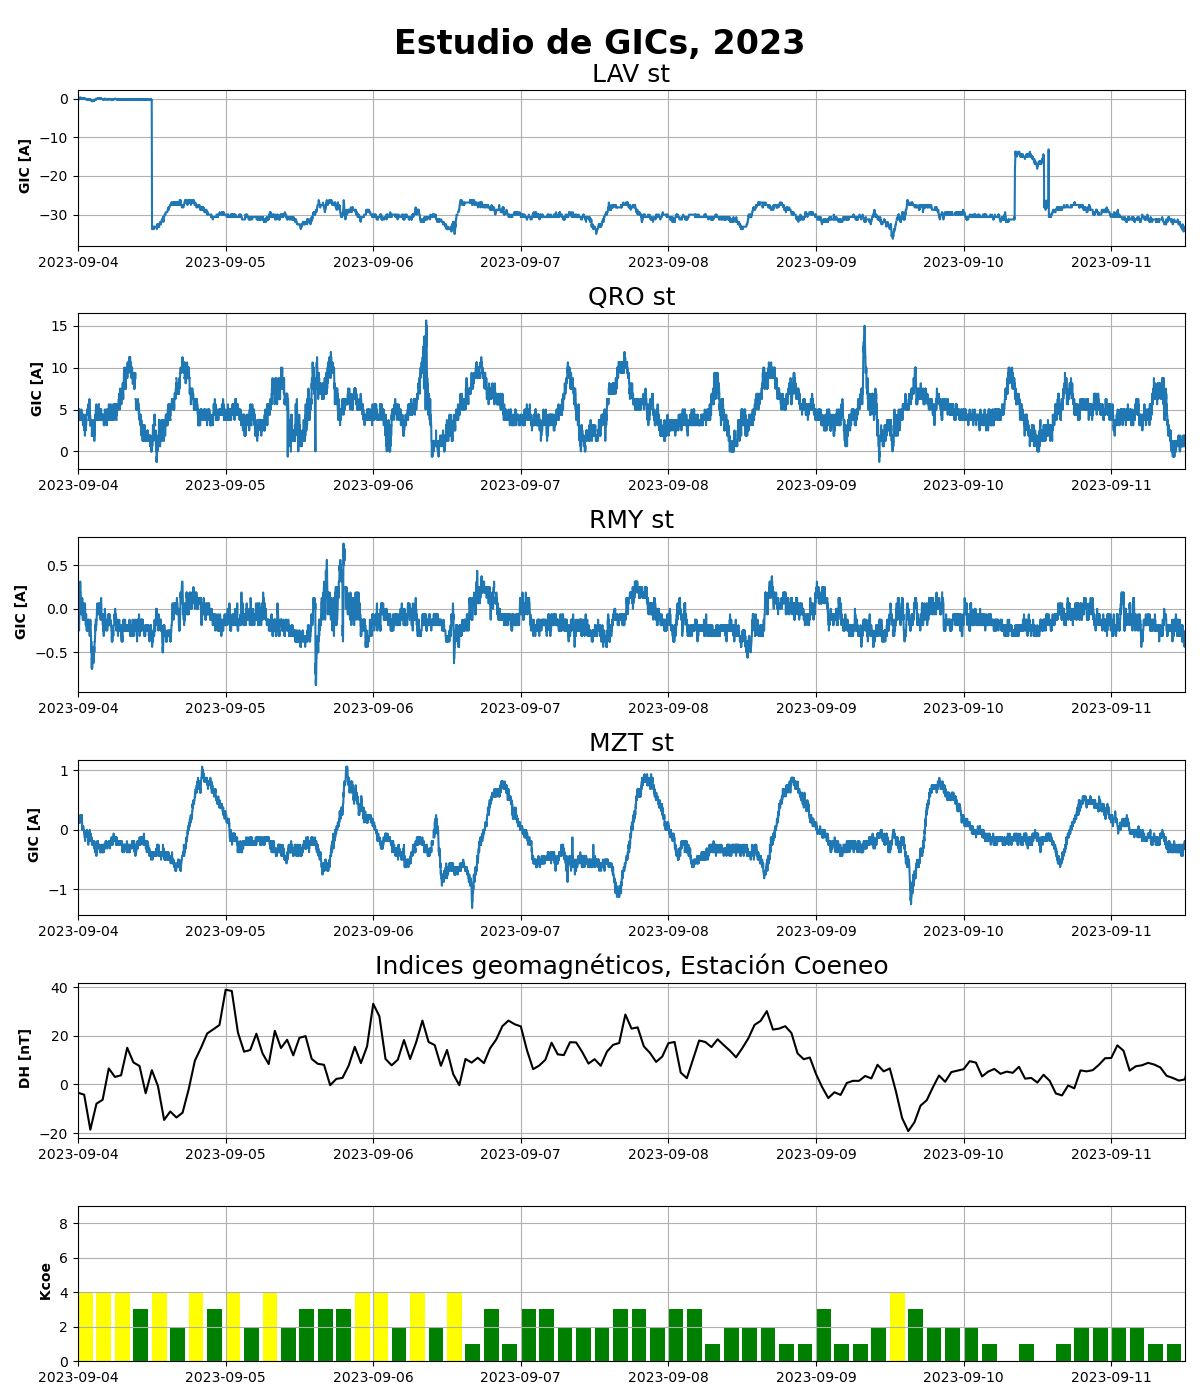 Estudio de GICs, 2023
LAV st
GIC [A]
0
−10
−20
−30
2023-09-04 2023-09-05 2023-09-06 2023-09-07 2023-09-08 2023-09-09 2023-09-10 2023-09-11
QRO st
GIC [A]
15
10
5
0
2023-09-04 2023-09-05 2023-09-06 2023-09-07 2023-09-08 2023-09-09 2023-09-10 2023-09-11
RMY st
GIC [A]
0.5
0.0
−0.5
2023-09-04 2023-09-05 2023-09-06 2023-09-07 2023-09-08 2023-09-09 2023-09-10 2023-09-11
MZT st
GIC [A]
1
0
−1
2023-09-04 2023-09-05 2023-09-06 2023-09-07 2023-09-08 2023-09-09 2023-09-10 2023-09-11
Indices geomagnéticos, Estación Coeneo
DH [nT]
40
20
0
−20
2023-09-04 2023-09-05 2023-09-06 2023-09-07 2023-09-08 2023-09-09 2023-09-10 2023-09-11
Kcoe
8
6
4
2
0
2023-09-04 2023-09-05 2023-09-06 2023-09-07 2023-09-08 2023-09-09 2023-09-10 2023-09-11